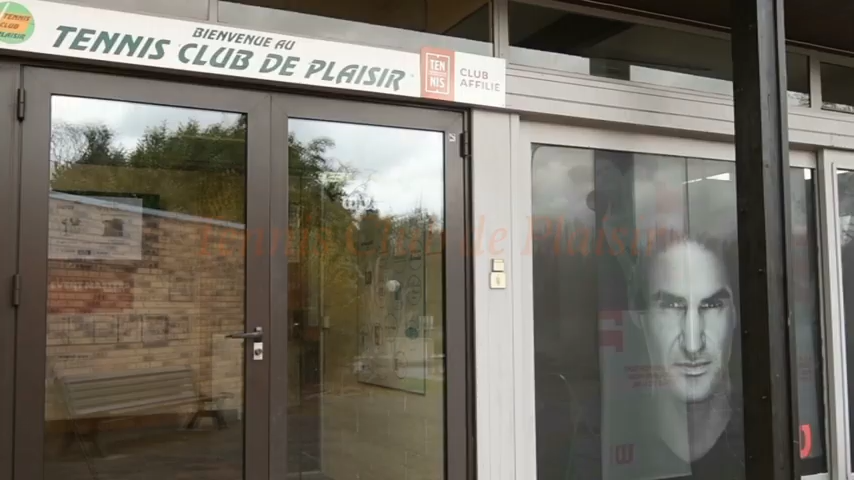 TENNIS
CLUB
PLAISIR
BIENVENUE AU
TENNIS CLUB DE PLAISIR
TEN
NIS
CLUB
AFFILIE
Tennis Club de Plaisir
W